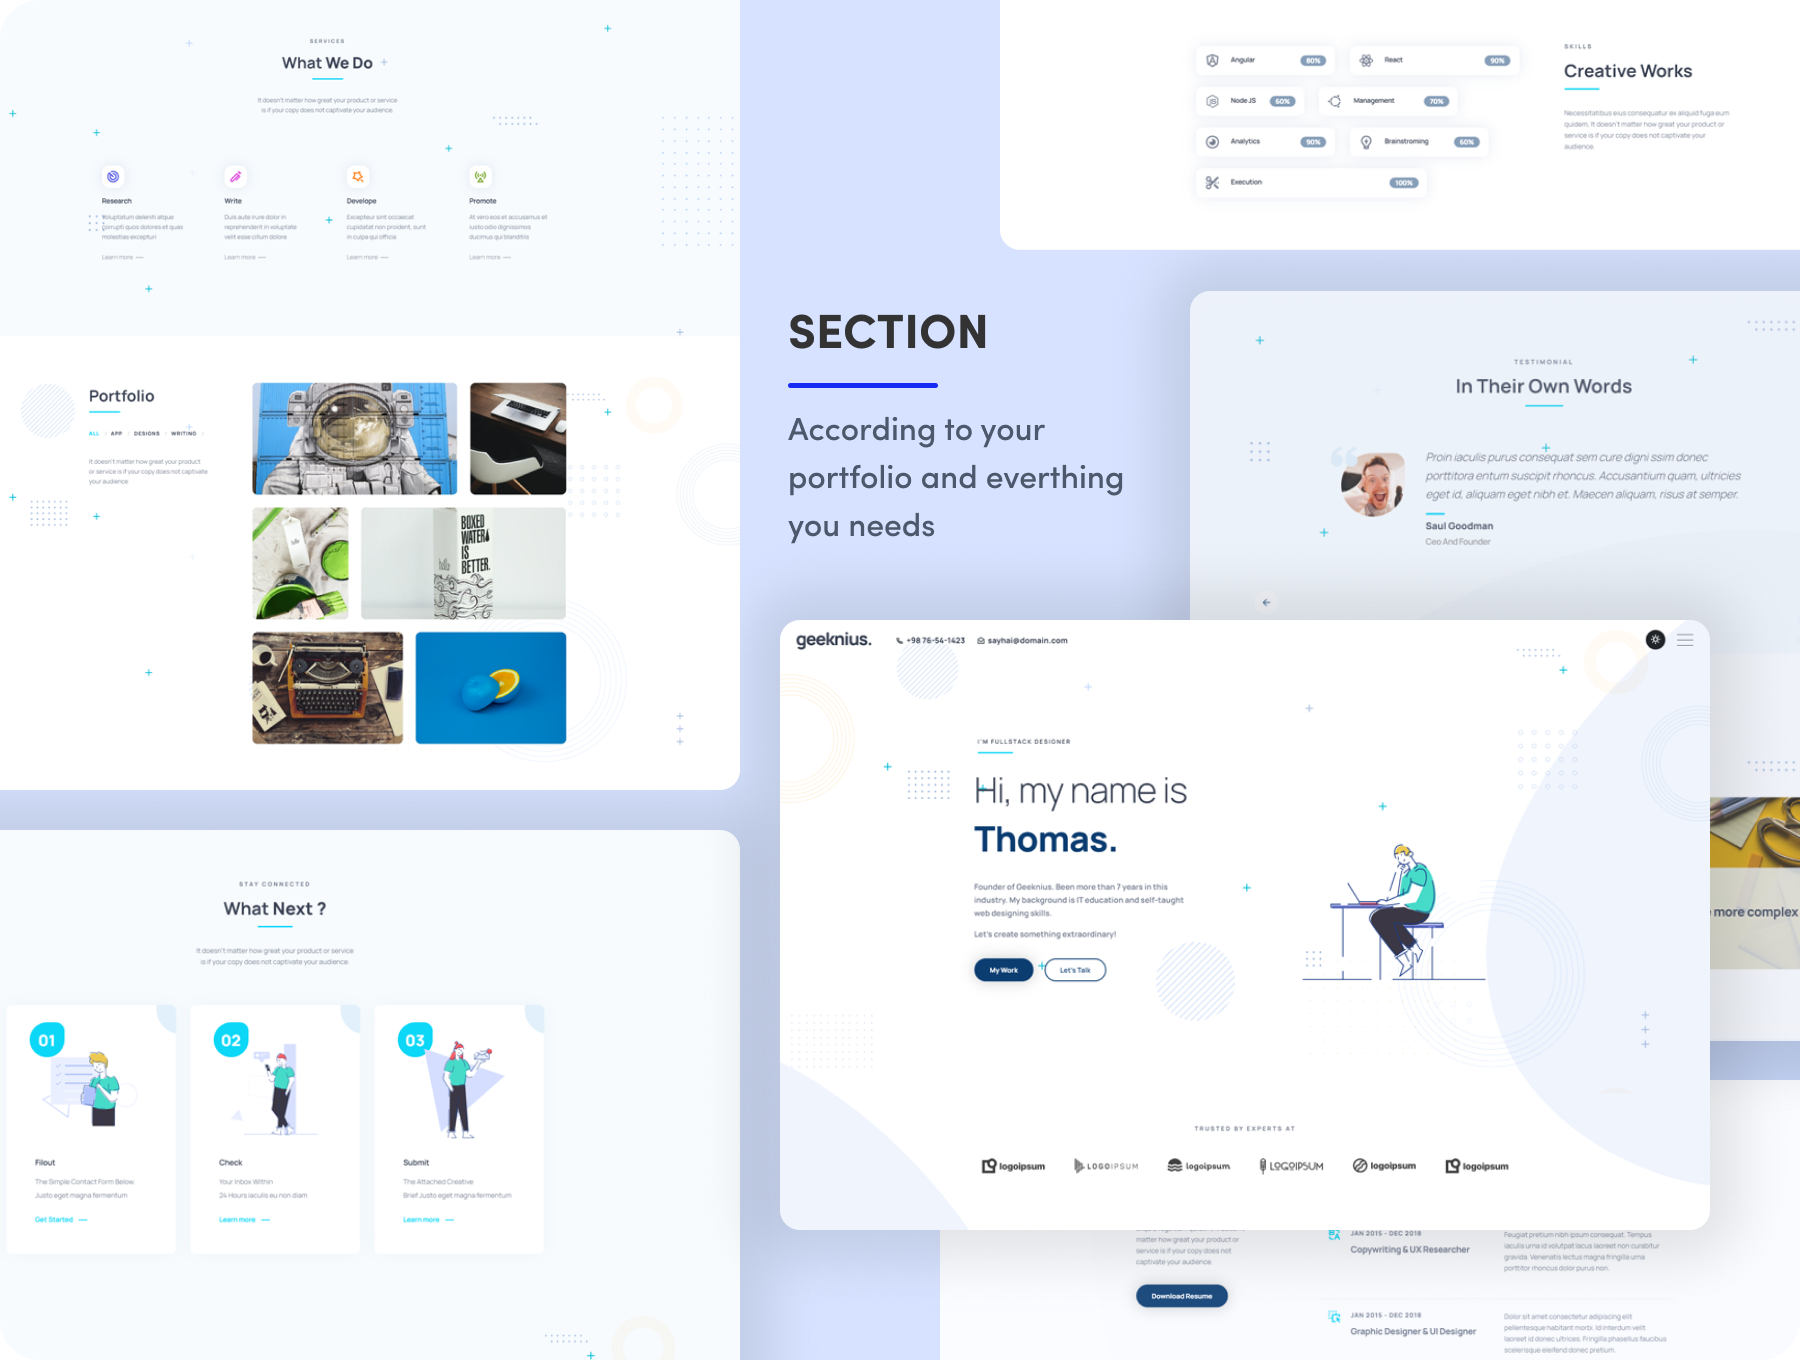 SERVICES
What We Do
It doesn't matter how great your product or service
is if your copy does not captivate your audience.
Research
Voluptatum deleniti atque
corrupti quos dolores et quas
molestias excepturi
Learn more
Write
Duis aute irure dolor in
reprehenderit in voluptate
velit esse cillum dolore
Learn more
Develope
Excepteur sint occaecat
cupidatat non proident, sunt
in culpa qui officia
Learn more
Promote
At vero eos et accusamus et
iusto odio dignissimos
ducimus qui blanditiis
Learn more
Portfolio
ALL APP DESIGNS WRITING
It doesn't matter how great your product
or service is if your copy does not captivate
your audience
BOXED
WATER
IS
BETTER.
STAY CONNECTED
What Next ?
It doesn't matter how great your product or service
is if your copy does not captivate your audience.
01
Filout
The Simple Contact Form Below.
Justo eget magna fermentum
Get Started
02
Check
Your Inbox Within
24 Hours iaculis eu non diam
Learn more
03
Submit
The Attached Creative
Brief Justo eget magna fermentum
Learn more
SECTION
According to your
portfolio and everthing
you needs
Angular 80%
React 90%
Node JS 60%
Management 70%
Analytics 90%
Brainstroming 60%
Execution 100%
SKILLS
Creative Works
Necessitatibus eius consequatur ex aliquid fuga eum
quidem. It doesn't matter how great your product or
service is if your copy does not captivate your
audience.
TESTIMONIAL
In Their Own Words
Proin iaculis purus consequat sem cure digni ssim donec
porttitora entum suscipit rhoncus. Accusantium quam, ultricies
eget id, aliquam eget nibh et. Maecen aliquam, risus at semper.
Saul Goodman
Ceo And Founder
geeknius.
+98 76-54-1423
sayhai@domain.com
I'M FULLSTACK DESIGNER
Hi, my name is
Thomas.
Founder of Geeknius. Been more than 7 years in this
industry. My background is IT education and self-taught
web designing skills.
Let's create something extraordinary!
My Work
Let's Talk
TRUSTED BY EXPERTS AT
logoipsum
LOGOIPSUM
logoipsum
LOGOIPSUM
logoipsum
logoipsum
more complex
matter how great your product or
service is if your copy does not
captivate your audience.
Download Resume
JAN 2015 - DEC 2018
Copywriting & UX Researcher
Feugiat pretium nibh ipsum consequat. Tempus
iaculis urna id volutpat lacus laoreet non curabitur
gravida. Venenatis lectus magna fringilla urna
porttitor rhoncus dolor purus non.
JAN 2015 - DEC 2018
Graphic Designer & UI Designer
Dolor sit amet consectetur adipiscing elit
pellentesque habitant morbi. Id interdum velit
laoreet id donec ultrices. Fringilla phasellus faucibus
scelerisque eleifend donec pretium.